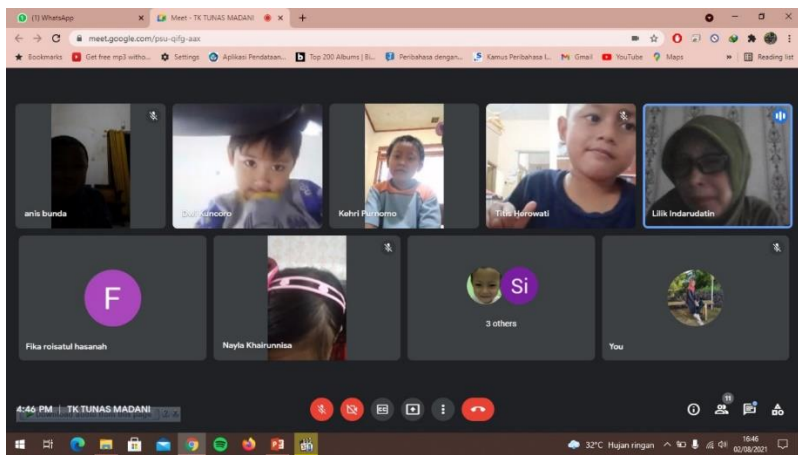 (1) WhatsApp
Meet - TK TUNAS MADANI
meet.google.com/psu-qifg-aax
Bookmarks
Get free mp3 witho...
Settings
Aplikasi Pendataan...
Top 200 Albums | Bi...
Peribahasa dengan...
Kamus Peribahasa L...
Gmail
YouTube
Maps
Reading list
anis bunda
Dwi Kuncoro
Kehri Purnomo
Titis Herowati
Lilik Indarudatin
F
Si
3 others
Fika roisatul hasanah
Nayla Khairunnisa
You
4:46 PM | TK TUNAS MADANI
11
32°C Hujan ringan
16:46
02/08/2021